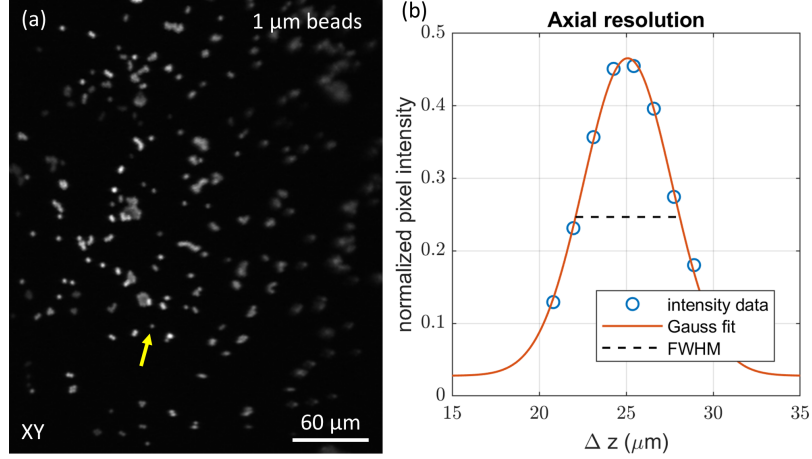 (a)
1 µm beads
XY
60 µm
(b)
Axial resolution
normalized pixel intensity
0.5
0.4
0.3
0.2
0.1
0
intensity data
Gauss fit
FWHM
15 20 25 30 35
Δ z (μm)